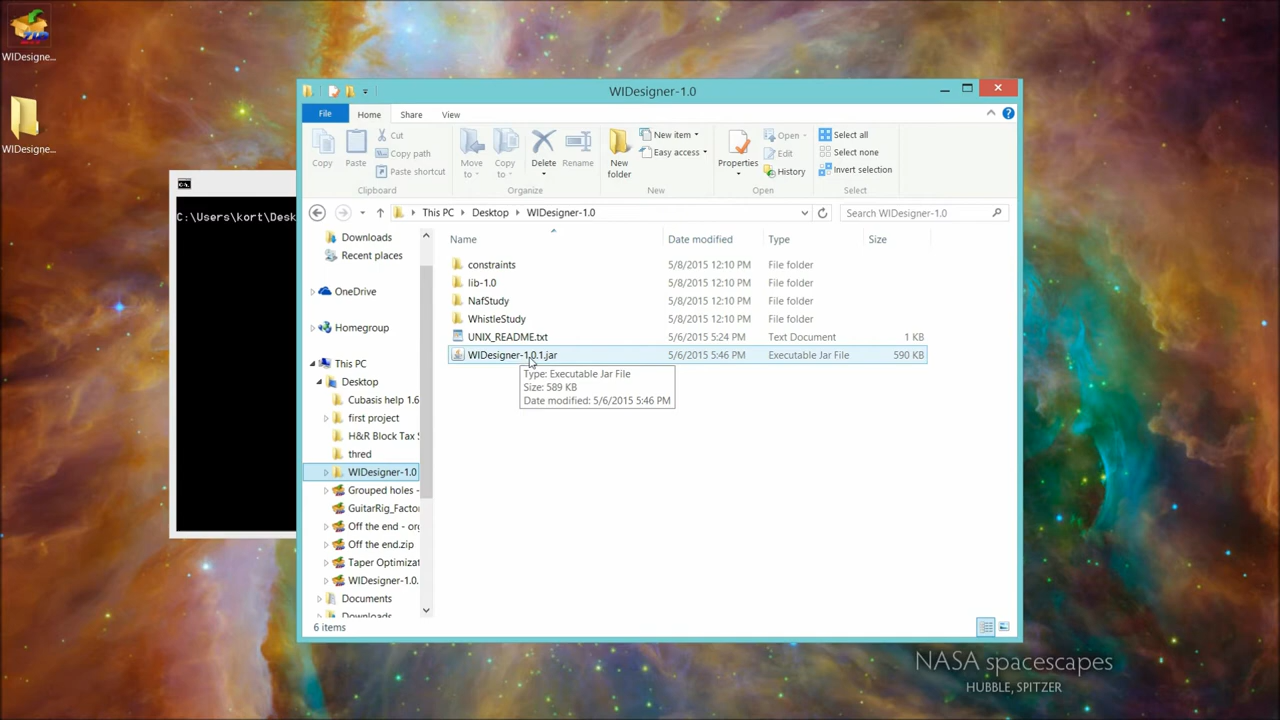 WIDesigne...
WIDesigne...
C:\.
C:\Users\kort\Desk
WIDesigner-1.0
File Home Share View
Copy
Paste
Cut
Copy path
Paste shortcut
Clipboard
Move to
Copy to
Delete
Rename
Organize
New folder
New item
Easy access
New
Properties
Open
Edit
History
Open
Select all
Select none
Invert selection
Select
This PC Desktop WIDesigner-1.0
Search WIDesigner-1.0
Downloads
Recent places
OneDrive
Homegroup
This PC
Desktop
Cubasis help 1.6
first project
H&R Block Tax S
thred
WIDesigner-1.0
Grouped holes -
GuitarRig_Factor
Off the end - org
Off the end.zip
Taper Optimizat
WIDesigner-1.0.
Documents
Downloads
Name Date modified Type Size
constraints 5/8/2015 12:10 PM File folder
lib-1.0 5/8/2015 12:10 PM File folder
NafStudy 5/8/2015 12:10 PM File folder
WhistleStudy 5/8/2015 12:10 PM File folder
UNIX_README.txt 5/6/2015 5:24 PM Text Document 1 KB
WIDesigner-1.0.1.jar 5/6/2015 5:46 PM Executable Jar File 590 KB
Type: Executable Jar File
Size: 589 KB
Date modified: 5/6/2015 5:46 PM
6 items
NASA spacescapes
HUBBLE, SPITZER